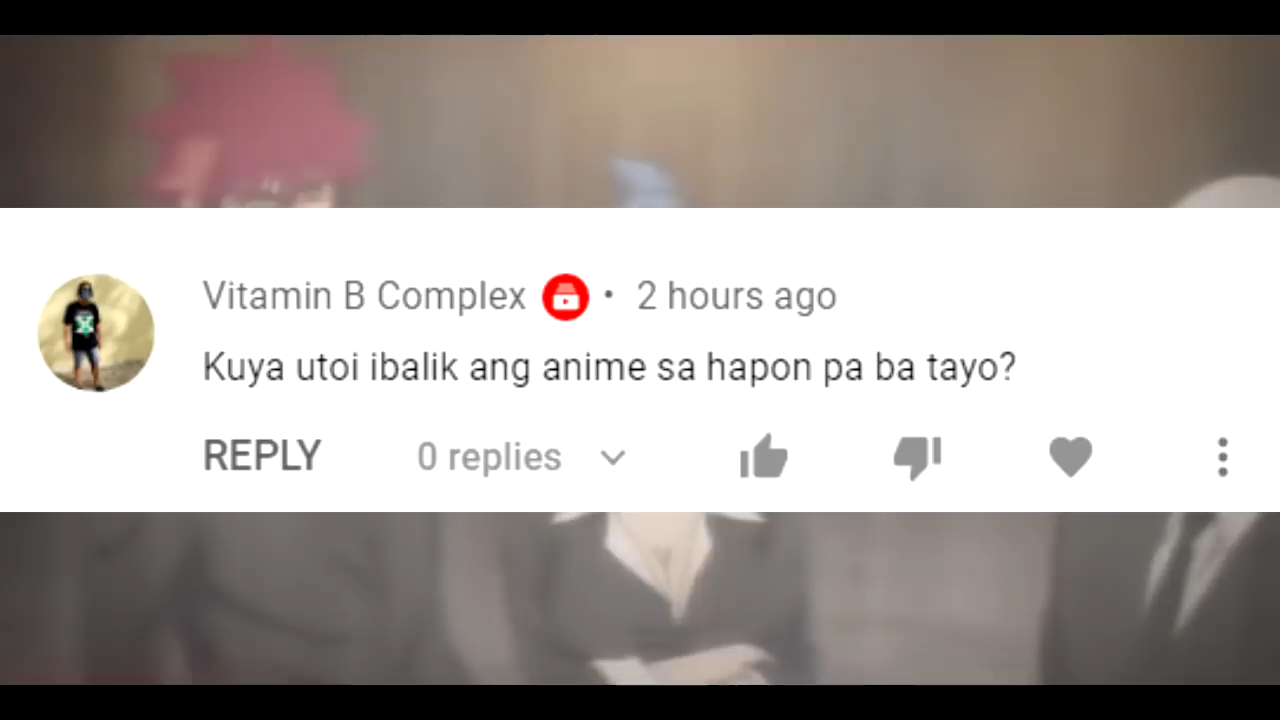 Vitamin B Complex • 2 hours ago
Kuya utoi ibalik ang anime sa hapon pa ba tayo?
REPLY 0 replies